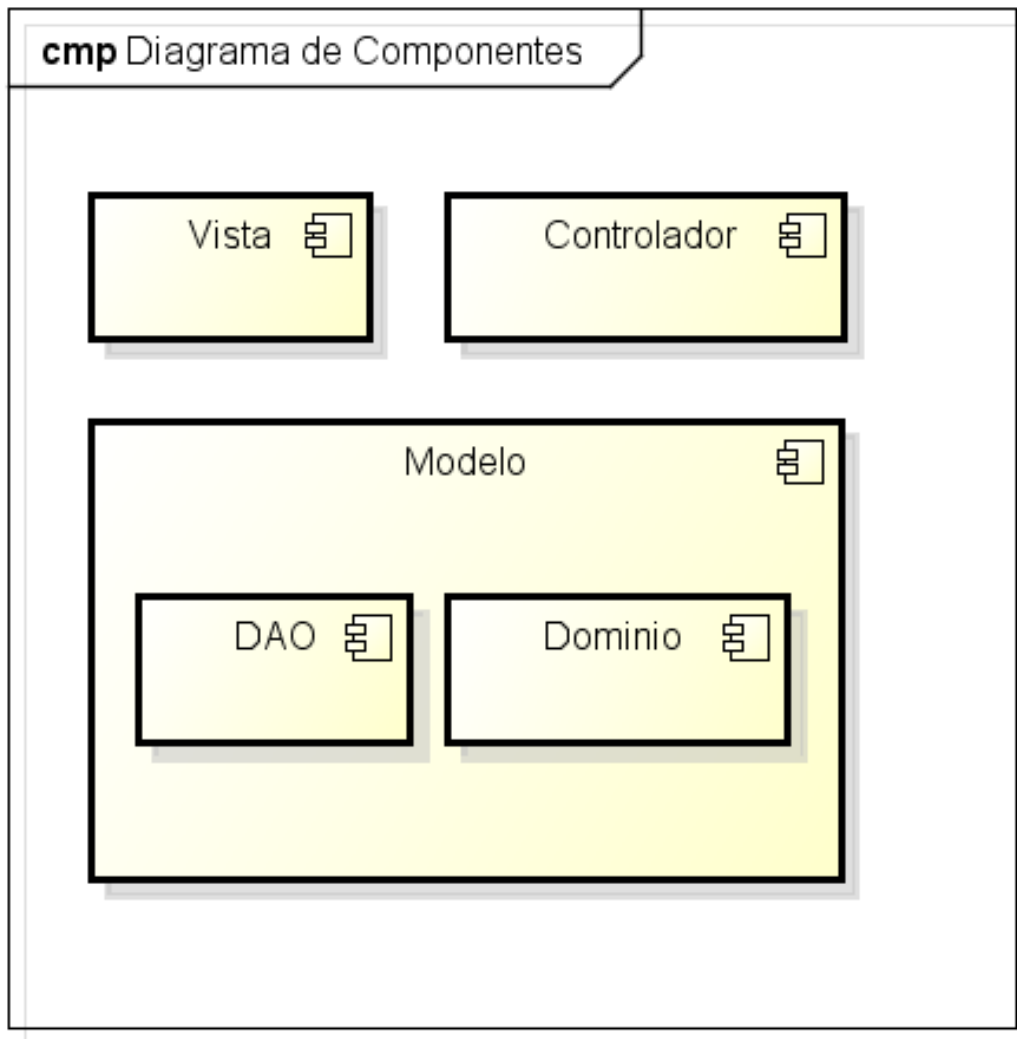 cmp Diagrama de Componentes
Vista
Controlador
Modelo
DAO
Dominio